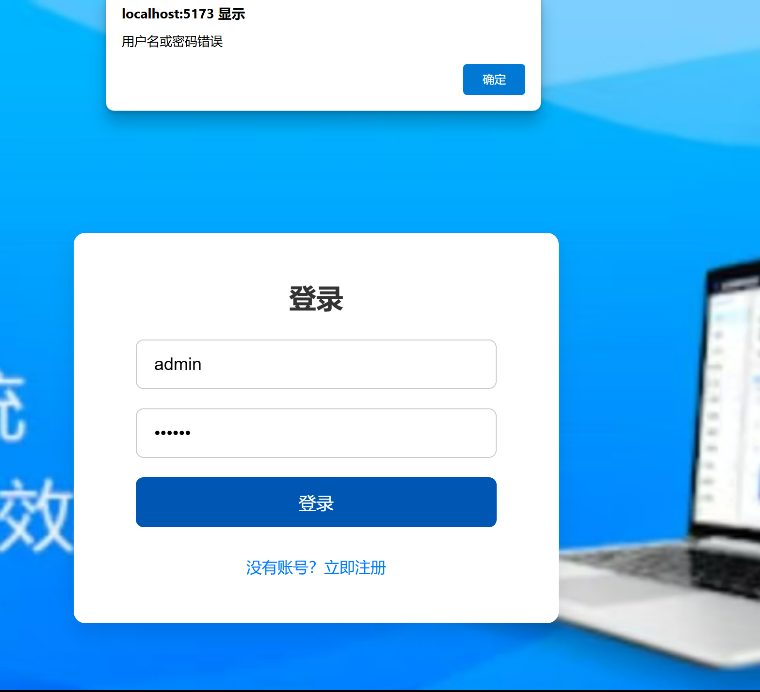 localhost:5173 显示
用户名或密码错误
确定
登录
admin
••••••
登录
没有账号？立即注册
统
效